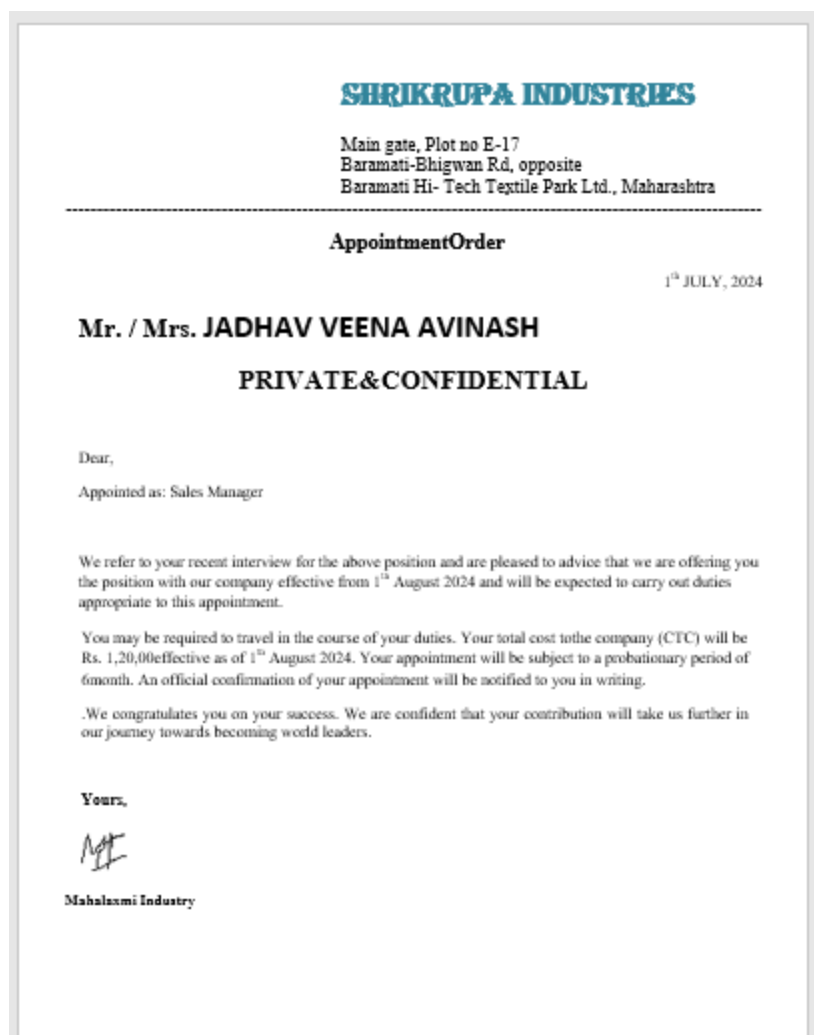 SHRIKRUPA INDUSTRIES
Main gate, Plot no E-17
Baramati-Bhigwan Rd, opposite
Baramati Hi- Tech Textile Park Ltd., Maharashtra
AppointmentOrder
1th JULY, 2024
Mr. / Mrs. JADHAV VEENA AVINASH
PRIVATE&CONFIDENTIAL
Dear,
Appointed as: Sales Manager
We refer to your recent interview for the above position and are pleased to advice that we are offering you
the position with our company effective from 1th August 2024 and will be expected to carry out duties
appropriate to this appointment.
You may be required to travel in the course of your duties. Your total cost tothe company (CTC) will be
Rs. 1,20,00effective as of 1th August 2024. Your appointment will be subject to a probationary period of
6month. An official confirmation of your appointment will be notified to you in writing.
.We congratulates you on your success. We are confident that your contribution will take us further in
our journey towards becoming world leaders.
Yours,
Mahalaxmi Industry